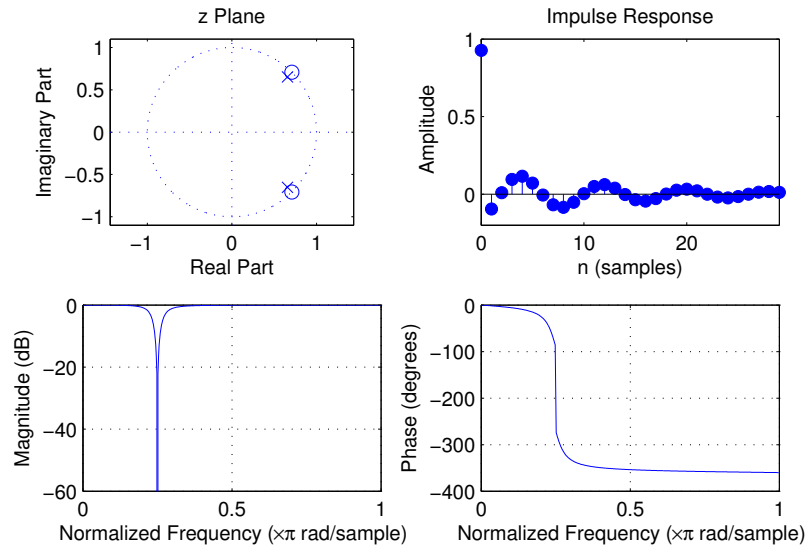 z Plane
1
0.5
0
−0.5
−1
−1
0
1
Imaginary Part
Real Part
Impulse Response
1
0.5
0
0
10
20
Amplitude
n (samples)
0
−20
−40
−60
0
0.5
1
Magnitude (dB)
Normalized Frequency (×π rad/sample)
0
−100
−200
−300
−400
0
0.5
1
Phase (degrees)
Normalized Frequency (×π rad/sample)